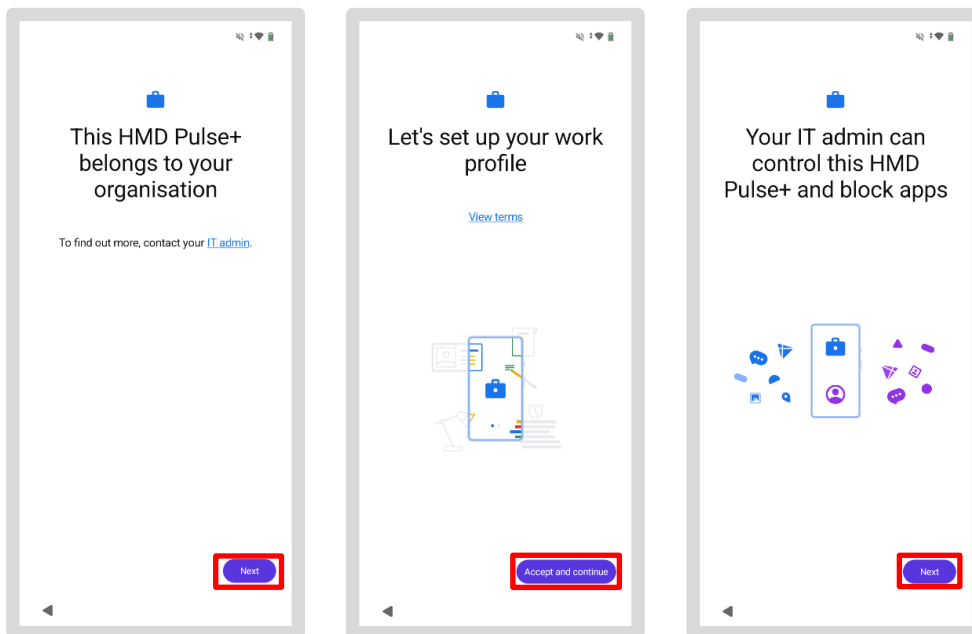 This HMD Pulse+
belongs to your
organisation
To find out more, contact your IT admin.
Next
Let's set up your work
profile
View terms
Accept and continue
Your IT admin can
control this HMD
Pulse+ and block apps
Next